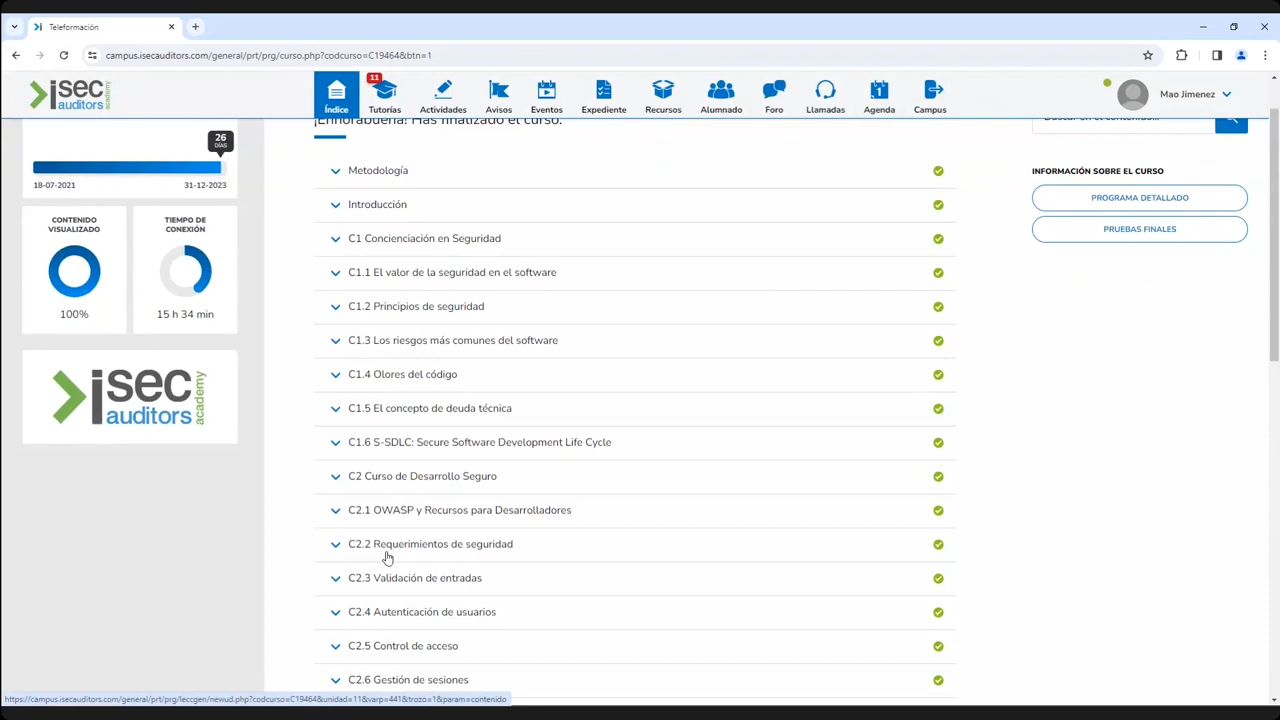 Teleformación
campus.isecauditors.com/general/prt/prg/curso.php?codcurso=C19464&btn=1
isec
auditors
academy
Índice
11
Tutorías
Actividades
Avisos
Eventos
Expediente
Recursos
Alumnado
Foro
Llamadas
1
Agenda
Campus
Mao Jimenez
¡Enhorabuena! Has finalizado el curso.
Buscar en el contenido...
26
DÍAS
18-07-2021
31-12-2023
CONTENIDO
VISUALIZADO
100%
TIEMPO DE
CONEXIÓN
15 h 34 min
isec
auditors
academy
Metodología
Introducción
C1 Concienciación en Seguridad
C1.1 El valor de la seguridad en el software
C1.2 Principios de seguridad
C1.3 Los riesgos más comunes del software
C1.4 Olores del código
C1.5 El concepto de deuda técnica
C1.6 S-SDLC: Secure Software Development Life Cycle
C2 Curso de Desarrollo Seguro
C2.1 OWASP y Recursos para Desarrolladores
C2.2 Requerimientos de seguridad
C2.3 Validación de entradas
C2.4 Autenticación de usuarios
C2.5 Control de acceso
C2.6 Gestión de sesiones
INFORMACIÓN SOBRE EL CURSO
PROGRAMA DETALLADO
PRUEBAS FINALES
https://campus.isecauditors.com/general/prt/prg/leccgen/newud.php?codcurso=C19464&unidad=11&varp=441&trozo=1&param=contenido